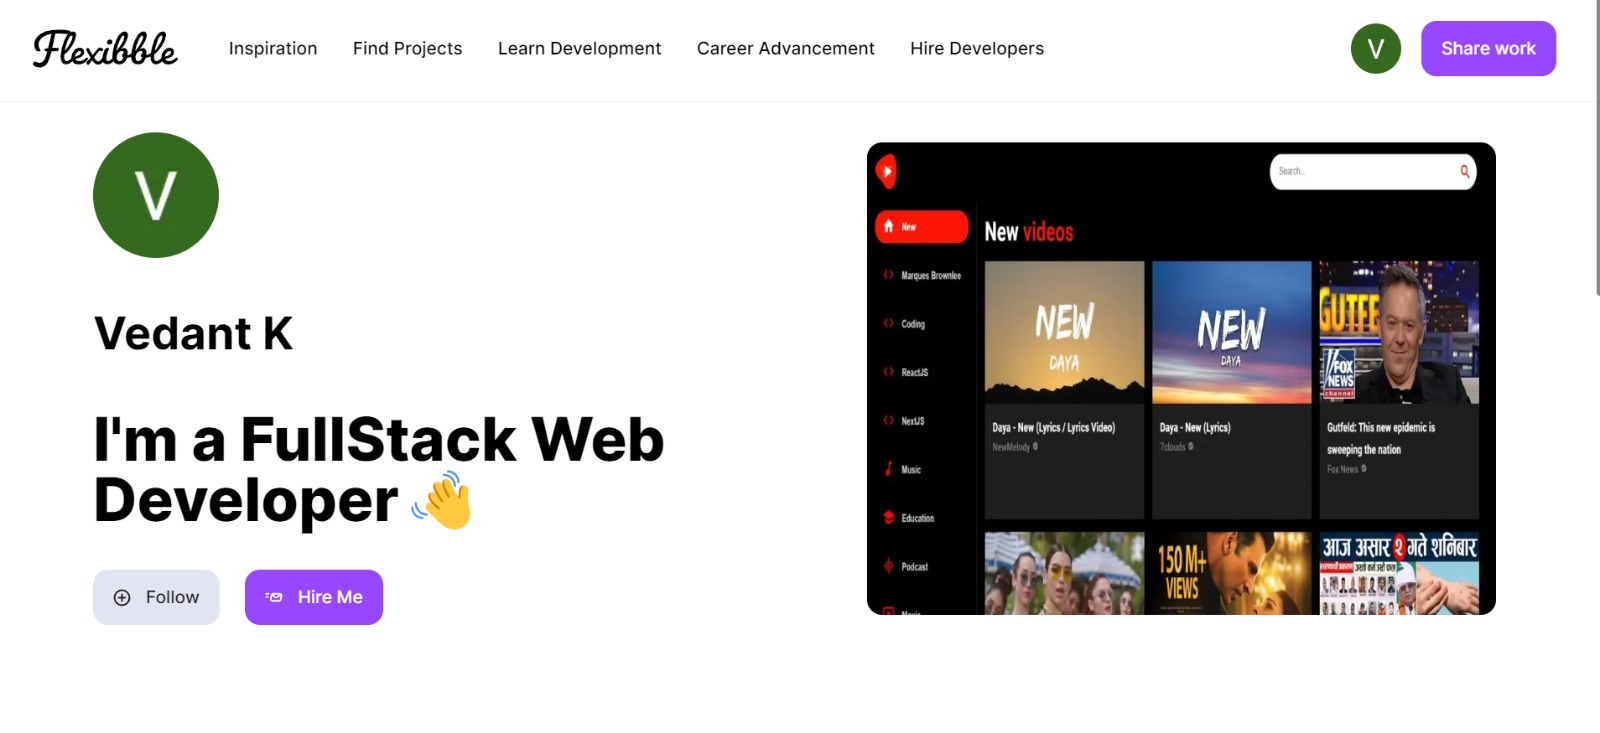 Flexibble
Inspiration
Find Projects
Learn Development
Career Advancement
Hire Developers
V
Share work
V
Vedant K
I'm a FullStack Web
Developer 👋
Follow
Hire Me
Search...
New
Marques Brownlee
Coding
ReactJS
NextJS
Music
Education
Podcast
Movie
New videos
NEW
DAYA
Daya - New (Lyrics / Lyrics Video)
NewMelody
NEW
DAYA
Daya - New (Lyrics)
7clouds
GUTFE
FOX
NEWS
channel
Gutfeld: This new epidemic is
sweeping the nation
Fox News
150 M+
VIEWS
आज असार २ गते शनिबार